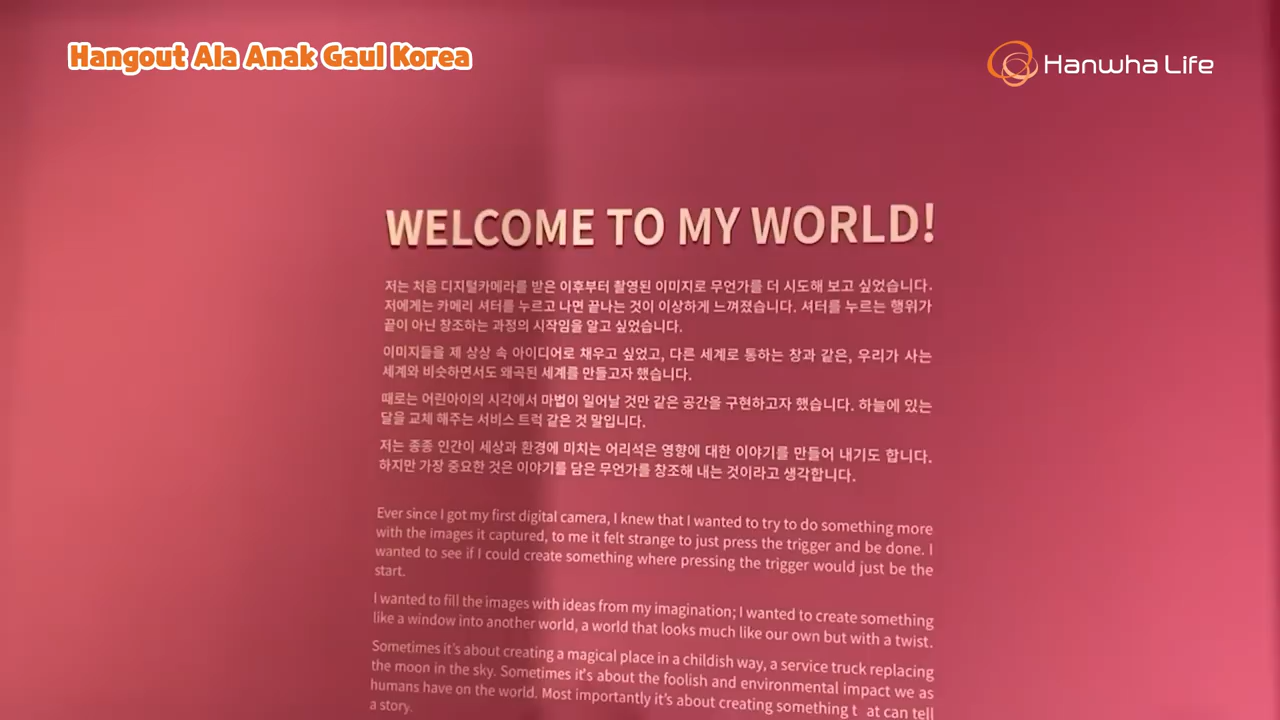 Hangout Ala Anak Gaul Korea
Hanwha Life
WELCOME TO MY WORLD!
저는 처음 디지털카메라를 받은 이후부터 촬영된 이미지로 무언가를 더 시도해 보고 싶었습니다.
저에게는 카메리 셔터를 누르고 나면 끝나는 것이 이상하게 느껴졌습니다. 셔터를 누르는 행위가
끝이 아닌 창조하는 과정의 시작임을 알고 싶었습니다.
이미지들을 제 상상 속 아이디어로 채우고 싶었고, 다른 세계로 통하는 창과 같은, 우리가 사는
세계와 비슷하면서도 왜곡된 세계를 만들고자 했습니다.
때로는 어린아이의 시각에서 마법이 일어날 것만 같은 공간을 구현하고자 했습니다. 하늘에 있는
달을 교체 해주는 서비스 트럭 같은 것 말입니다.
저는 종종 인간이 세상과 환경에 미치는 어리석은 영향에 대한 이야기를 만들어 내기도 합니다.
하지만 가장 중요한 것은 이야기를 담은 무언가를 창조해 내는 것이라고 생각합니다.
Ever since I got my first digital camera, I knew that I wanted to try to do something more
with the images it captured, to me it felt strange to just press the trigger and be done. I
wanted to see if I could create something where pressing the trigger would just be the
start.
I wanted to fill the images with ideas from my imagination; I wanted to create something
like a window into another world, a world that looks much like our own but with a twist.
Sometimes it's about creating a magical place in a childish way, a service truck replacing
the moon in the sky. Sometimes it's about the foolish and environmental impact we as
humans have on the world. Most importantly it's about creating something t at can tell
a story.